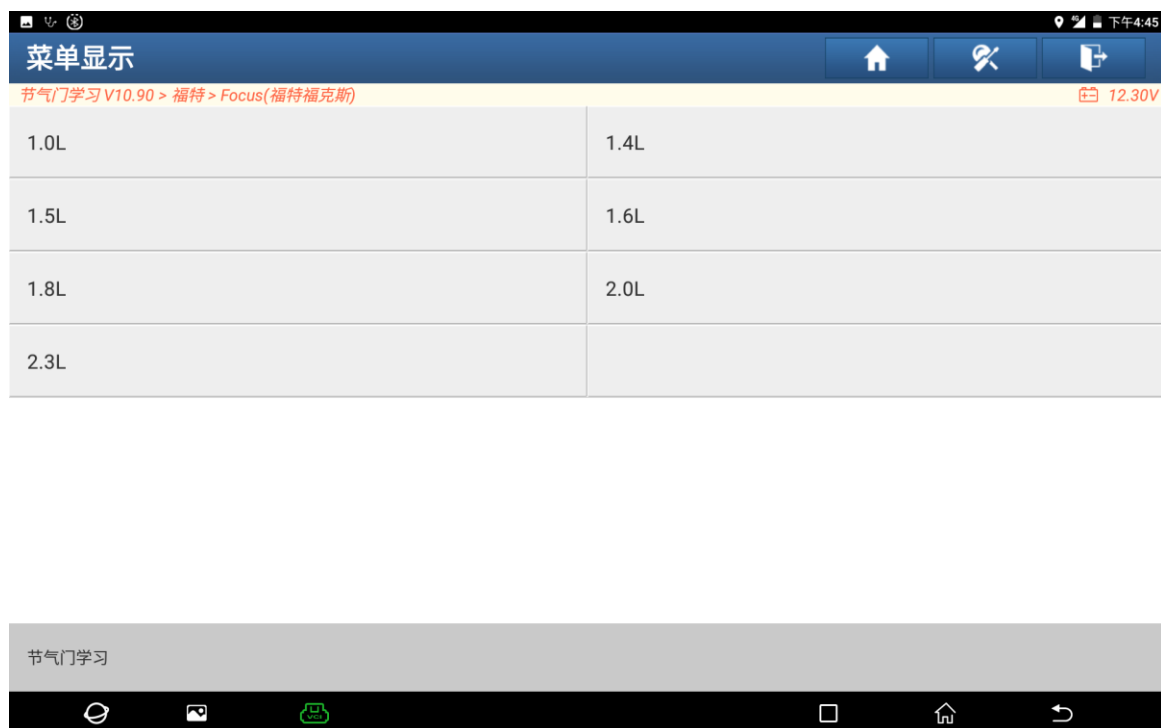 下午4:45
菜单显示
节气门学习 V10.90 > 福特 > Focus(福特福克斯)
12.30V
1.0L
1.4L
1.5L
1.6L
1.8L
2.0L
2.3L
节气门学习
VCI